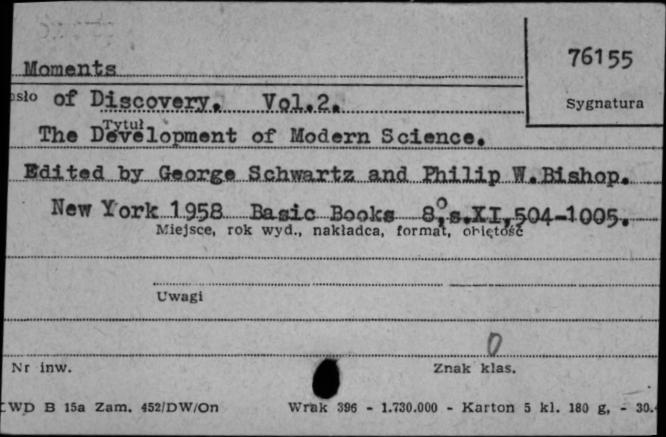 76155
Moments
Sygnatura
sło of Discovery. Vol.2.
Tytuł
The Development of Modern Science.
Edited by George Schwartz and Philip W.Bishop.
New York 1958 Basic Books 8°,s.XI,504-1005.
Miejsce, rok wyd., nakładca, format, objętość
Uwagi
0
Nr inw.
Znak klas.
WD B 15a Zam. 452/DW/On Wrak 396 - 1.730.000 - Karton 5 kl. 180 g, - 30.